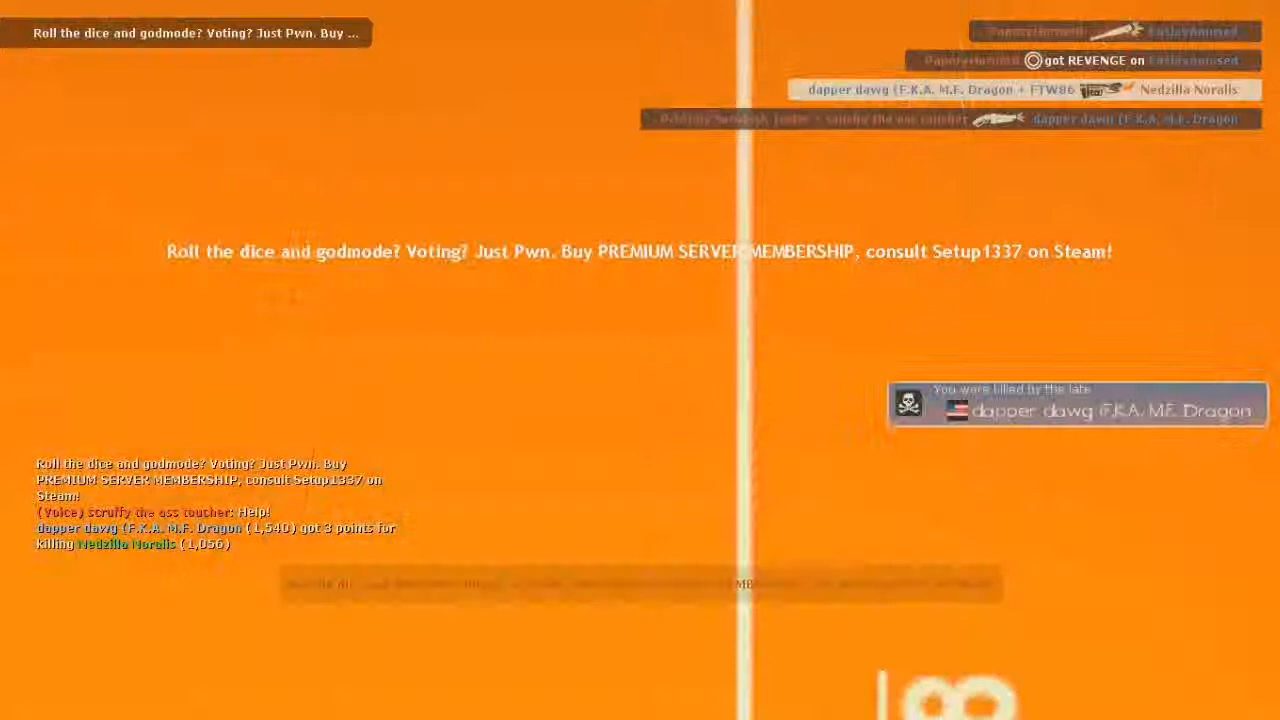 Roll the dice and godmode? Voting? Just Pwn. Buy ...
got REVENGE on
dapper dawg (F.K.A. M.F. Dragon + FTW86 Nedzilla Noralis
dapper dawg (F.K.A. M.F. Dragon
Roll the dice and godmode? Voting? Just Pwn. Buy PREMIUM SERVER MEMBERSHIP, consult Setup1337 on Steam!
You were killed by the late
dapper dawg (F.K.A. M.F. Dragon
Roll the dice and godmode? Voting? Just Pwn. Buy
PREMIUM SERVER MEMBERSHIP, consult Setup1337 on
Steam!
(Voice) scruffy the ass toucher: Help!
dapper dawg (F.K.A. M.F. Dragon (1,540) got 3 points for
killing Nedzilla Noralis (1,056)
8